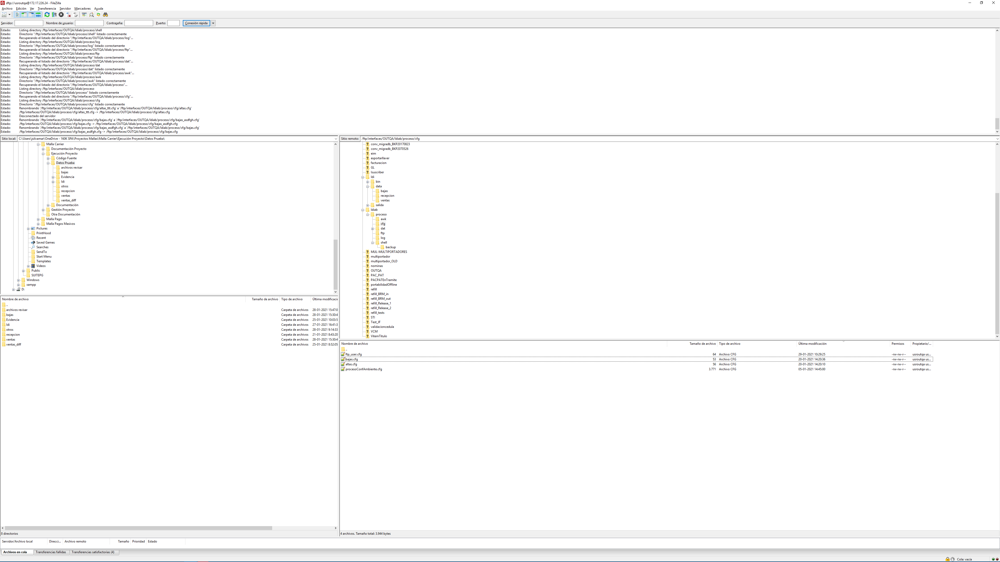 sftp://usroutqa@172.17.226.24 - FileZilla
Archivo Edición Ver Transferencia Servidor Marcadores Ayuda
Servidor: Nombre de usuario: Contraseña: Puerto: Conexión rápida
Estado: Listing directory /ftp/interfaces/OUTQA/ldiab/proceso/shell
Estado: Directorio "/ftp/interfaces/OUTQA/ldiab/proceso/shell" listado correctamente
Estado: Recuperando el listado del directorio "/ftp/interfaces/OUTQA/ldiab/proceso/log"...
Estado: Listing directory /ftp/interfaces/OUTQA/ldiab/proceso/log
Estado: Directorio "/ftp/interfaces/OUTQA/ldiab/proceso/log" listado correctamente
Estado: Recuperando el listado del directorio "/ftp/interfaces/OUTQA/ldiab/proceso/ftp"...
Estado: Listing directory /ftp/interfaces/OUTQA/ldiab/proceso/ftp
Estado: Directorio "/ftp/interfaces/OUTQA/ldiab/proceso/ftp" listado correctamente
Estado: Recuperando el listado del directorio "/ftp/interfaces/OUTQA/ldiab/proceso/dat"...
Estado: Listing directory /ftp/interfaces/OUTQA/ldiab/proceso/dat
Estado: Directorio "/ftp/interfaces/OUTQA/ldiab/proceso/dat" listado correctamente
Estado: Recuperando el listado del directorio "/ftp/interfaces/OUTQA/ldiab/proceso/awk"...
Estado: Listing directory /ftp/interfaces/OUTQA/ldiab/proceso/awk
Estado: Directorio "/ftp/interfaces/OUTQA/ldiab/proceso/awk" listado correctamente
Estado: Recuperando el listado del directorio "/ftp/interfaces/OUTQA/ldiab/proceso"...
Estado: Listing directory /ftp/interfaces/OUTQA/ldiab/proceso
Estado: Directorio "/ftp/interfaces/OUTQA/ldiab/proceso" listado correctamente
Estado: Recuperando el listado del directorio "/ftp/interfaces/OUTQA/ldiab/proceso/cfg"...
Estado: Listing directory /ftp/interfaces/OUTQA/ldiab/proceso/cfg
Estado: Directorio "/ftp/interfaces/OUTQA/ldiab/proceso/cfg" listado correctamente
Estado: Renombrando '/ftp/interfaces/OUTQA/ldiab/proceso/cfg/altas_ttt.cfg' a '/ftp/interfaces/OUTQA/ldiab/proceso/cfg/altas.cfg'
Estado: /ftp/interfaces/OUTQA/ldiab/proceso/cfg/altas_ttt.cfg -> /ftp/interfaces/OUTQA/ldiab/proceso/cfg/altas.cfg
Estado: Desconectado del servidor
Estado: Renombrando '/ftp/interfaces/OUTQA/ldiab/proceso/cfg/bajas.cfg' a '/ftp/interfaces/OUTQA/ldiab/proceso/cfg/bajas_asdfgh.cfg'
Estado: /ftp/interfaces/OUTQA/ldiab/proceso/cfg/bajas.cfg -> /ftp/interfaces/OUTQA/ldiab/proceso/cfg/bajas_asdfgh.cfg
Estado: Renombrando '/ftp/interfaces/OUTQA/ldiab/proceso/cfg/bajas_asdfgh.cfg' a '/ftp/interfaces/OUTQA/ldiab/proceso/cfg/bajas.cfg'
Estado: /ftp/interfaces/OUTQA/ldiab/proceso/cfg/bajas_asdfgh.cfg -> /ftp/interfaces/OUTQA/ldiab/proceso/cfg/bajas.cfg
Sitio local: C:\Users\jsilvamar\OneDrive - 160K SPA\Proyectos Mallas\Malla Carrier\Ejecución Proyecto\Datos Prueba\
Malla Carrier
Documentación Proyecto
Ejecución Proyecto
Código Fuente
Datos Prueba
archivos revisar
bajas
Evidencia
ldi
otros
recepcion
ventas
ventas_diff
Documentación
Gestión Proyecto
Otra Documentación
Malla Pago
Malla Pagos Masivos
Pictures
PrintHood
Recent
Saved Games
Searches
SendTo
Start Menu
Templates
Videos
Public
SUITEPG
Windows
xampp
D:
Nombre de archivo Tamaño de archivo Tipo de archivo Última modificació
..
archivos revisar Carpeta de archivos 28-01-2021 15:47:0
bajas Carpeta de archivos 28-01-2021 15:30:4
Evidencia Carpeta de archivos 25-01-2021 10:03:5
ldi Carpeta de archivos 27-01-2021 16:41:3
otros Carpeta de archivos 28-01-2021 9:14:33
recepcion Carpeta de archivos 21-01-2021 8:43:20
ventas Carpeta de archivos 28-01-2021 15:30:4
ventas_diff Carpeta de archivos 25-01-2021 8:52:05
8 directorios
Sitio remoto: /ftp/interfaces/OUTQA/ldiab/proceso/cfg
conv_migradb_BKP20170823
conv_migradb_BKP2070526
eim
exportarllaver
facturacion
GL
lsuscriber
ldi
bin
data
bajas
recepcion
ventas
salida
ldiab
proceso
awk
cfg
dat
ftp
log
shell
backup
MUL-MULTIPORTADORES
multiportador
multiportador_OLD
nominas
OUTQA
PAC_PAT
PACPATEnTramite
portabilidadOffline
refill
refill_BRM_in
refill_BRM_out
refill_Release_1
refill_Release_2
refill_tests
STI
Test_JF
validacioncedula
VCM
VitemTitulo
Nombre de archivo Tamaño de archivo Tipo de archivo Última modificación Permisos Propietario/...
..
ftp_user.cfg 64 Archivo CFG 29-01-2021 10:29:25 -rw-rw-r-- usroutqa us...
bajas.cfg 53 Archivo CFG 20-01-2021 14:20:36 -rw-rw-r-- usroutqa us...
altas.cfg 56 Archivo CFG 20-01-2021 14:20:10 -rw-rw-r-- usroutqa us...
procesoConfAmbiente.cfg 3.771 Archivo CFG 05-01-2021 14:45:00 -rw-rw-r-- usroutqa us...
4 archivos. Tamaño total: 3.944 bytes
Servidor/Archivo local Direcci... Archivo remoto Tamaño Prioridad Estado
Archivos en cola Transferencias fallidas Transferencias satisfactorias (4)
Cola: vacía